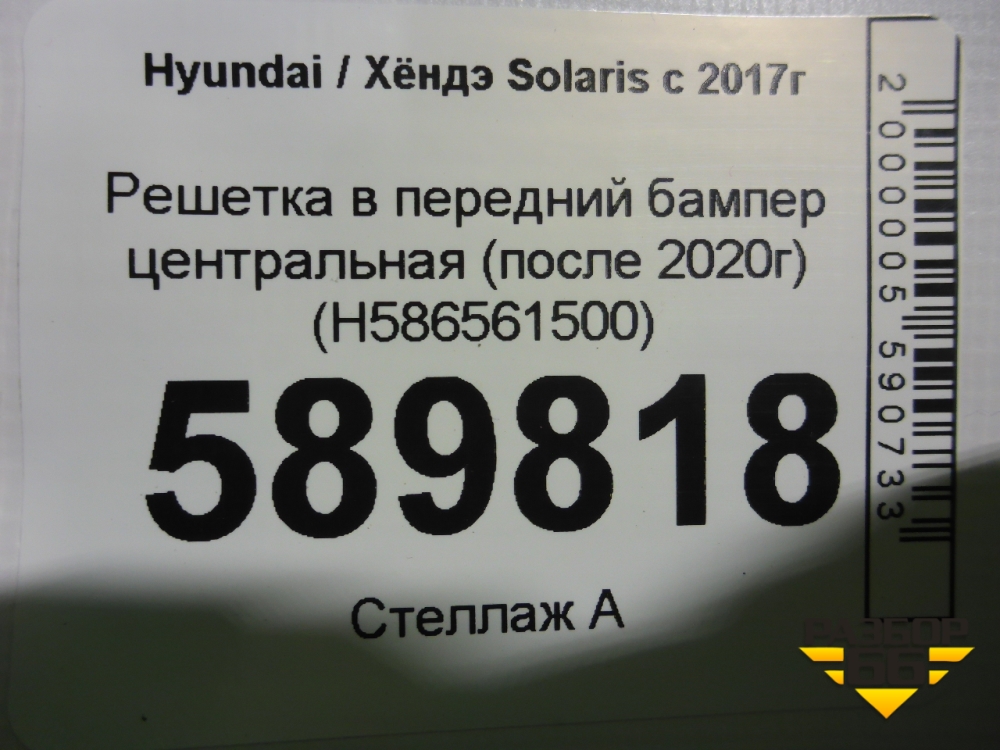 Hyundai / Хёндэ Solaris с 2017г
Решетка в передний бампер
центральная (после 2020г)
(H586561500)
589818
Стеллаж А
2000005590733
РАЗБОР
66